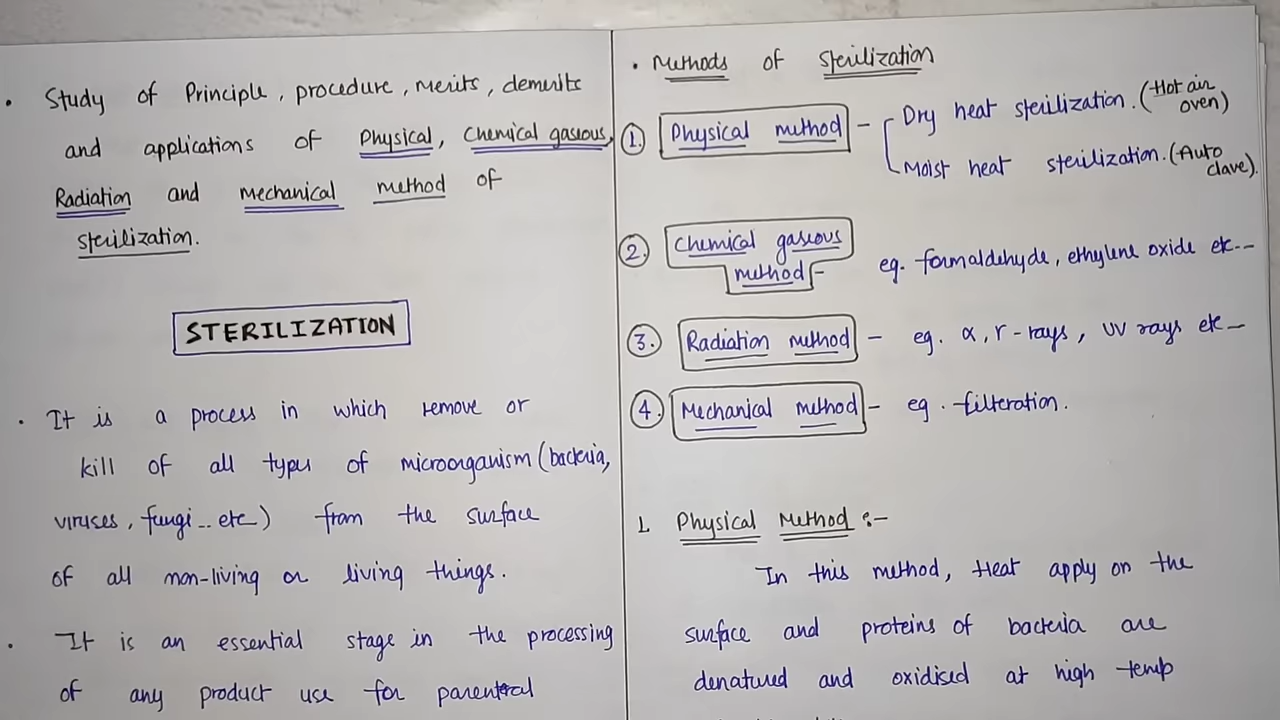 • Study of Principle, procedure, merits, demerits
and applications of Physical, Chemical gaseous,
Radiation and mechanical method of
sterilization.
STERILIZATION
• It is a process in which remove or
kill of all types of microorganism (bacteria,
viruses, fungi .. etc) from the surface
of all non-living or living things.
• It is an essential stage in the processing
of any product use for parentral
• Methods of Sterilization
1. Physical method - Dry heat sterilization. (Hot air oven)
Moist heat sterilization. (Auto clave).
2. Chemical gaseous
method - eg. formaldehyde, ethylene oxide etc--
3. Radiation method - eg. α, r - rays, UV rays etc -
4. Mechanical method - eg. filteration.
1. Physical Method :-
In this method, Heat apply on the
surface and proteins of bacteria are
denatured and oxidised at high temp